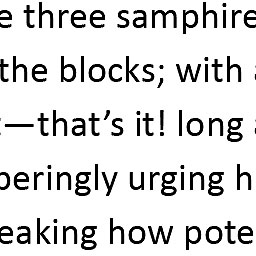 e three samphire
the blocks; with
—that’s it! long
peringly urging h
eaking how pote